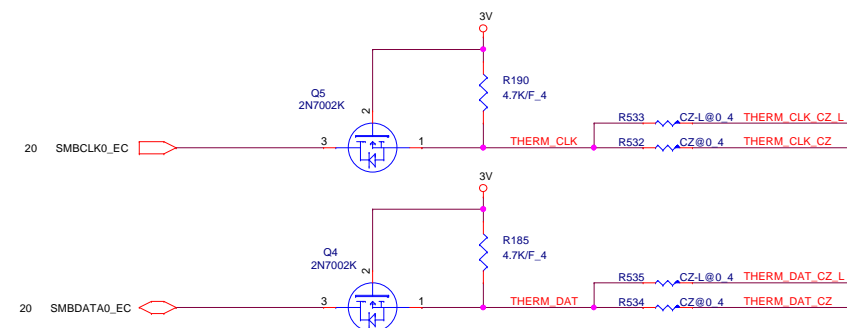 3V
R190
4.7K/F_4
Q5
2N7002K
2
R533 CZ-L@0_4 THERM_CLK_CZ_L
20 SMBCLK0_EC 3 1 THERM_CLK R532 CZ@0_4 THERM_CLK_CZ
3V
R185
4.7K/F_4
Q4
2N7002K
2
R535 CZ-L@0_4 THERM_DAT_CZ_L
20 SMBDATA0_EC 3 1 THERM_DAT R534 CZ@0_4 THERM_DAT_CZ